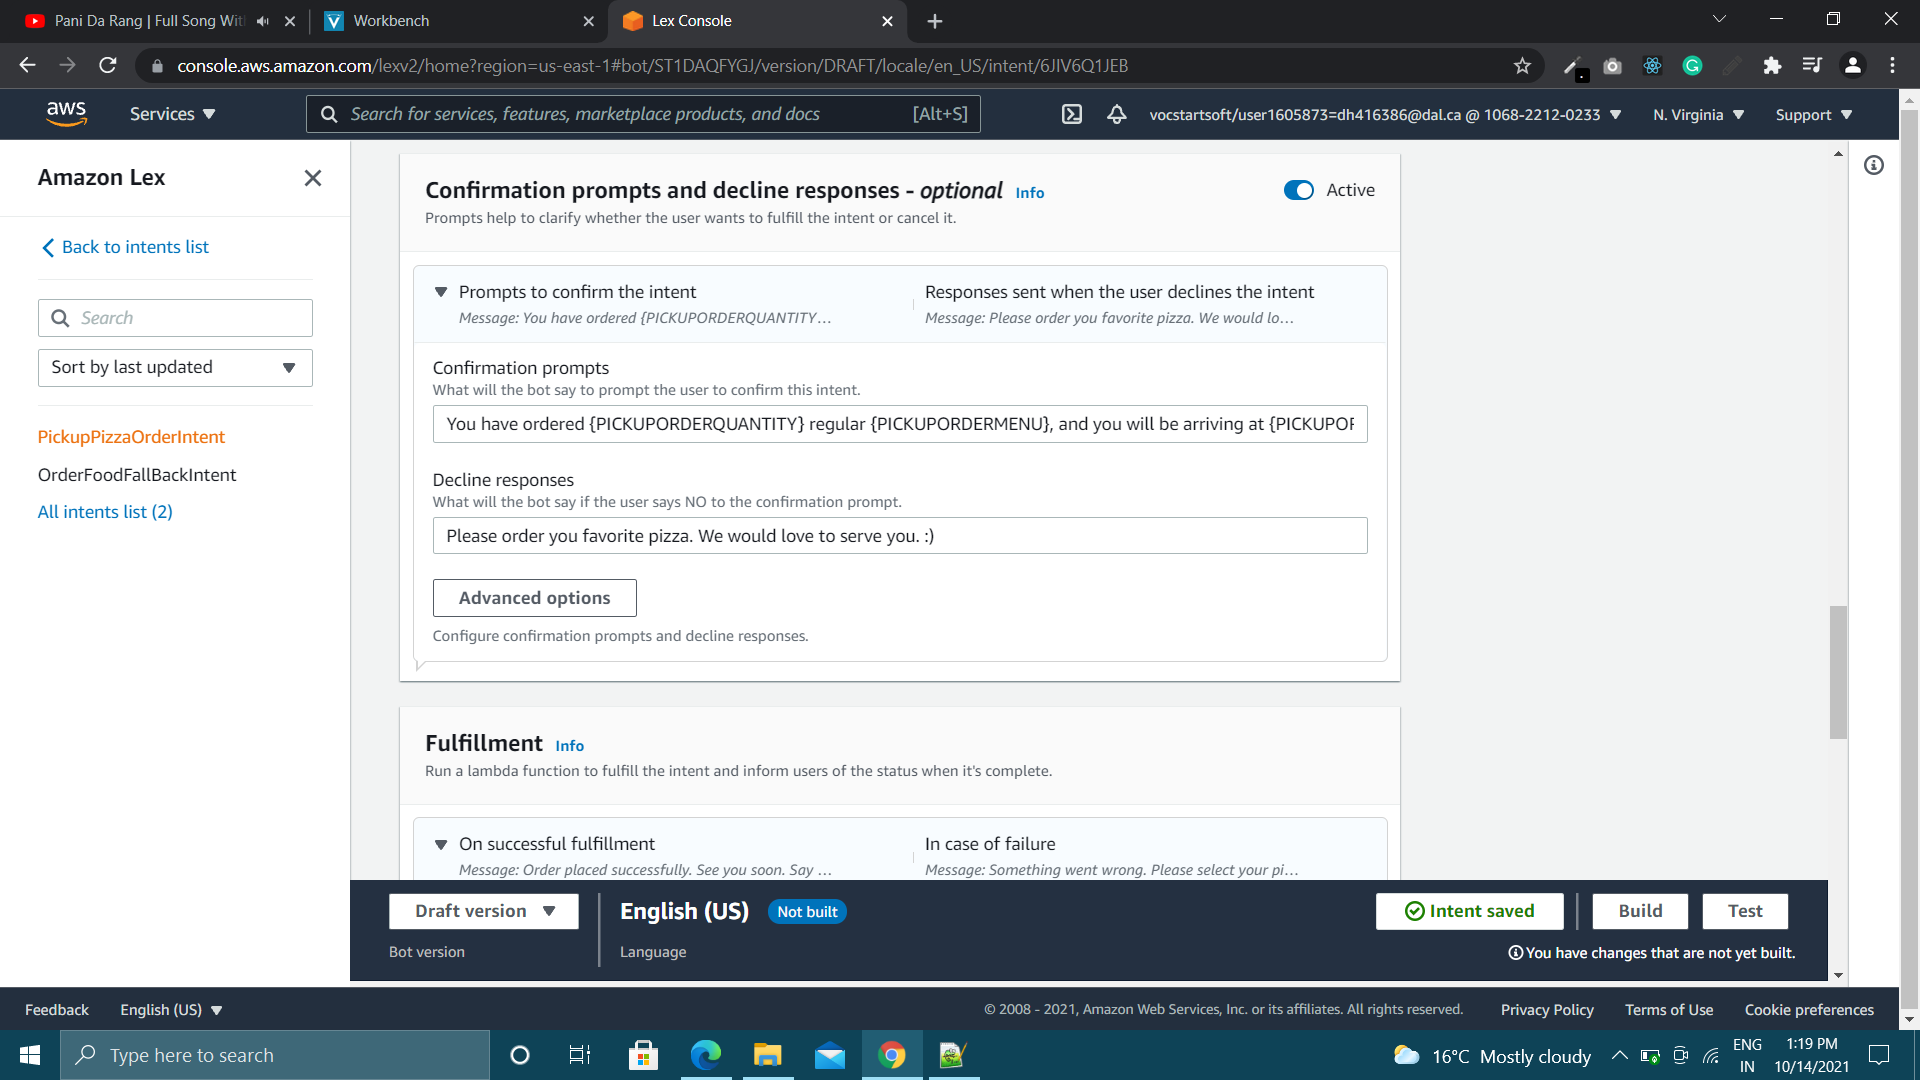 Pani Da Rang | Full Song Wit
Workbench
Lex Console
console.aws.amazon.com/lexv2/home?region=us-east-1#bot/ST1DAQFYGJ/version/DRAFT/locale/en_US/intent/6JIV6Q1JEB
aws
Services
Search for services, features, marketplace products, and docs
[Alt+S]
vocstartsoft/user1605873=dh416386@dal.ca @ 1068-2212-0233
N. Virginia
Support
Amazon Lex
Back to intents list
Search
Sort by last updated
PickupPizzaOrderIntent
OrderFoodFallBackIntent
All intents list (2)
Confirmation prompts and decline responses - optional Info
Active
Prompts help to clarify whether the user wants to fulfill the intent or cancel it.
Prompts to confirm the intent
Message: You have ordered {PICKUPORDERQUANTITY...
Responses sent when the user declines the intent
Message: Please order you favorite pizza. We would lo...
Confirmation prompts
What will the bot say to prompt the user to confirm this intent.
You have ordered {PICKUPORDERQUANTITY} regular {PICKUPORDERMENU}, and you will be arriving at {PICKUPOR
Decline responses
What will the bot say if the user says NO to the confirmation prompt.
Please order you favorite pizza. We would love to serve you. :)
Advanced options
Configure confirmation prompts and decline responses.
Fulfillment Info
Run a lambda function to fulfill the intent and inform users of the status when it's complete.
On successful fulfillment
Message: Order placed successfully. See you soon. Say ...
In case of failure
Message: Something went wrong. Please select your pi...
Draft version
Bot version
English (US) Not built
Language
Intent saved
Build
Test
You have changes that are not yet built.
Feedback
English (US)
© 2008 - 2021, Amazon Web Services, Inc. or its affiliates. All rights reserved.
Privacy Policy
Terms of Use
Cookie preferences
Type here to search
16°C Mostly cloudy
ENG
IN
1:19 PM
10/14/2021